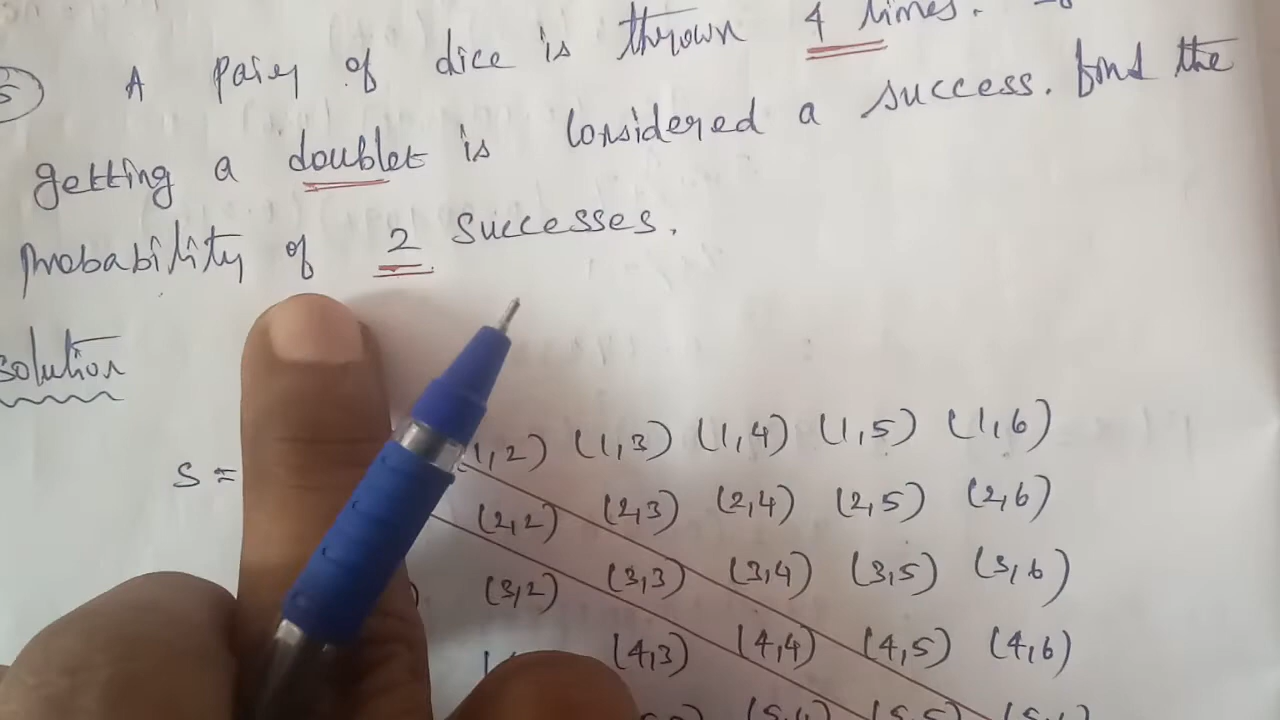 A pair of dice is thrown 4 times.
getting a doublet is considered a success. find the
probability of 2 successes.
solution
S = 1,2) (1,3) (1,4) (1,5) (1,6)
(2,2) (2,3) (2,4) (2,5) (2,6)
) (3,2) (3,3) (3,4) (3,5) (3,6)
(4,3) (4,4) (4,5) (4,6)